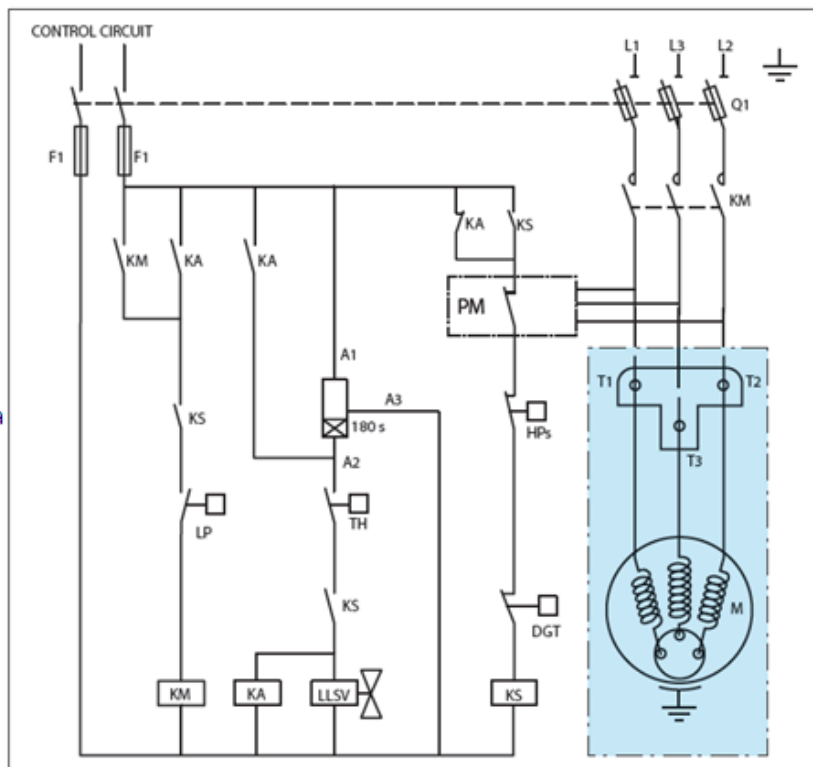 CONTROL CIRCUIT
L1 L3 L2
Q1
F1 F1
KA KS
KM
KM KA KA
PM
A1
T1 T2
A3
180 s
HPs
KS
A2
T3
LP
TH
KS
M
DGT
KM KA LLSV KS